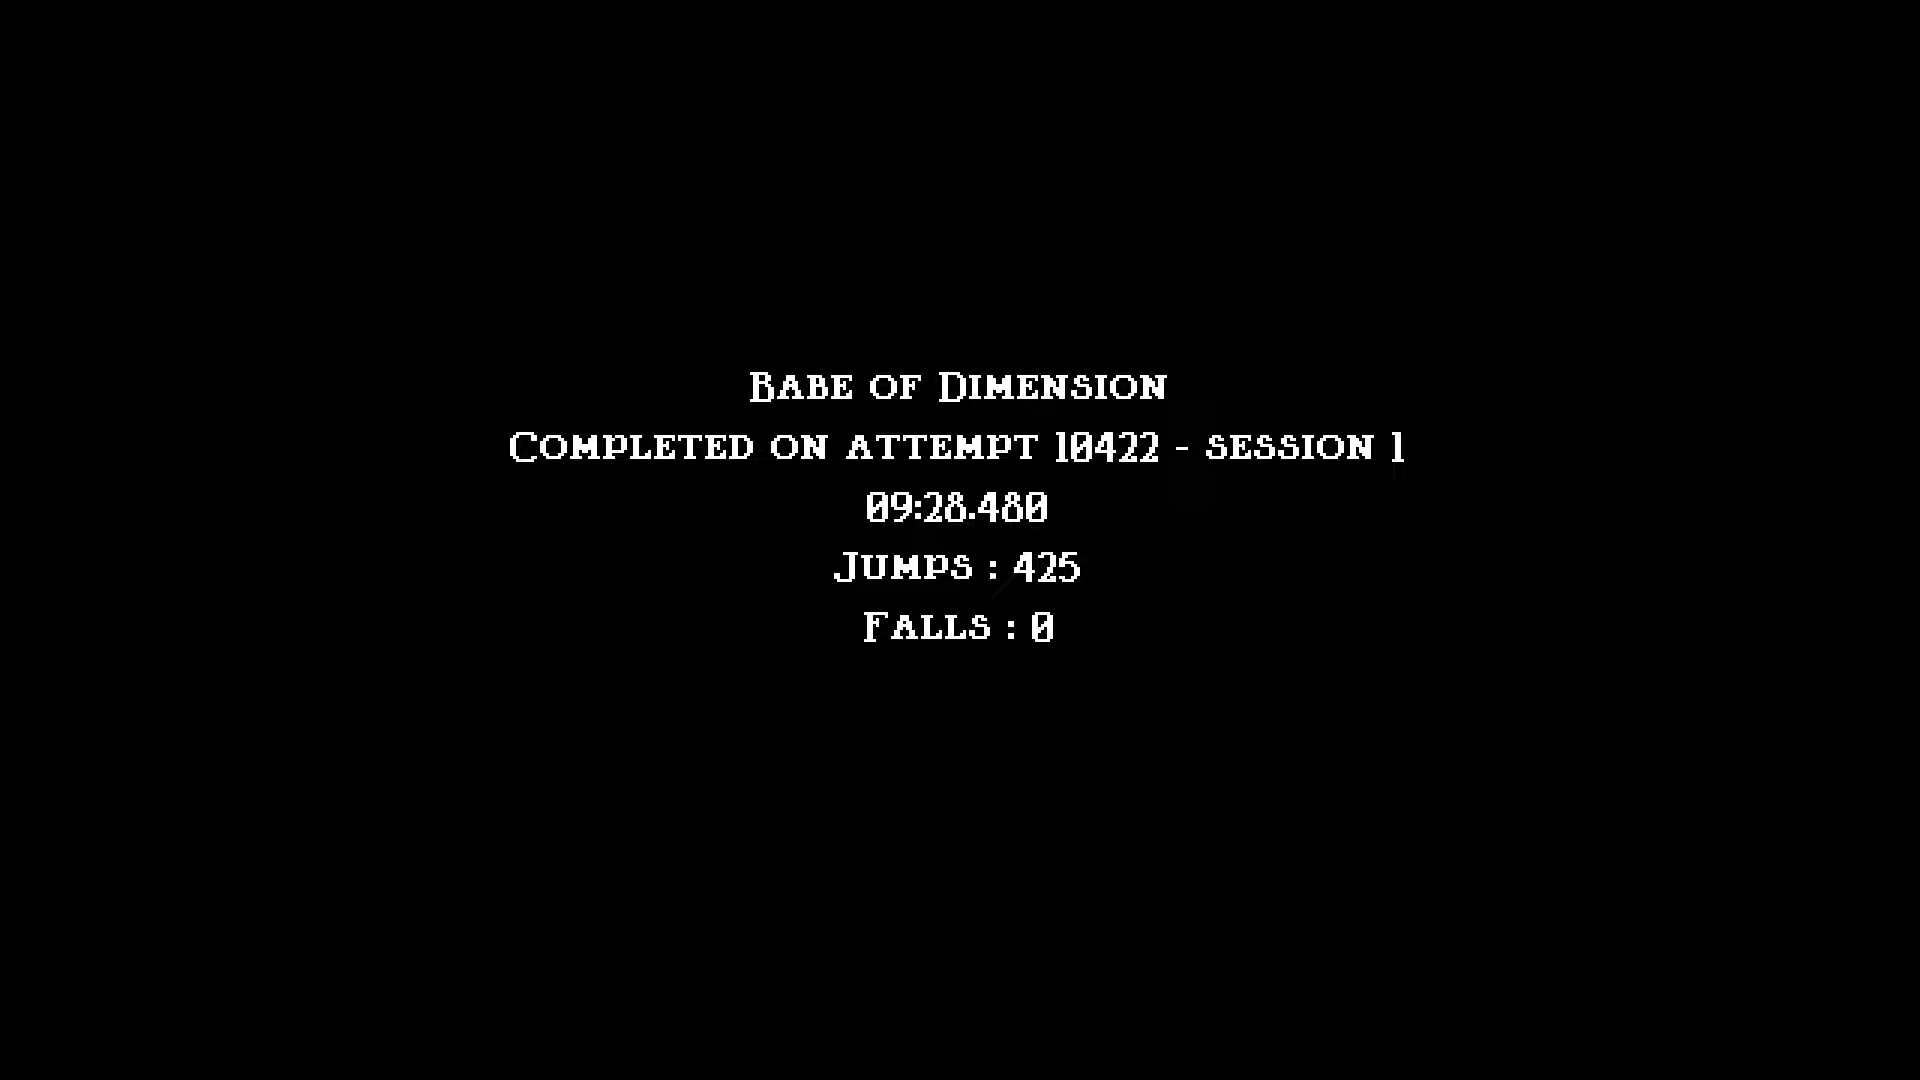 Babe of Dimension
Completed on attempt 10422 - session 1
09:28.480
Jumps : 425
Falls : 0